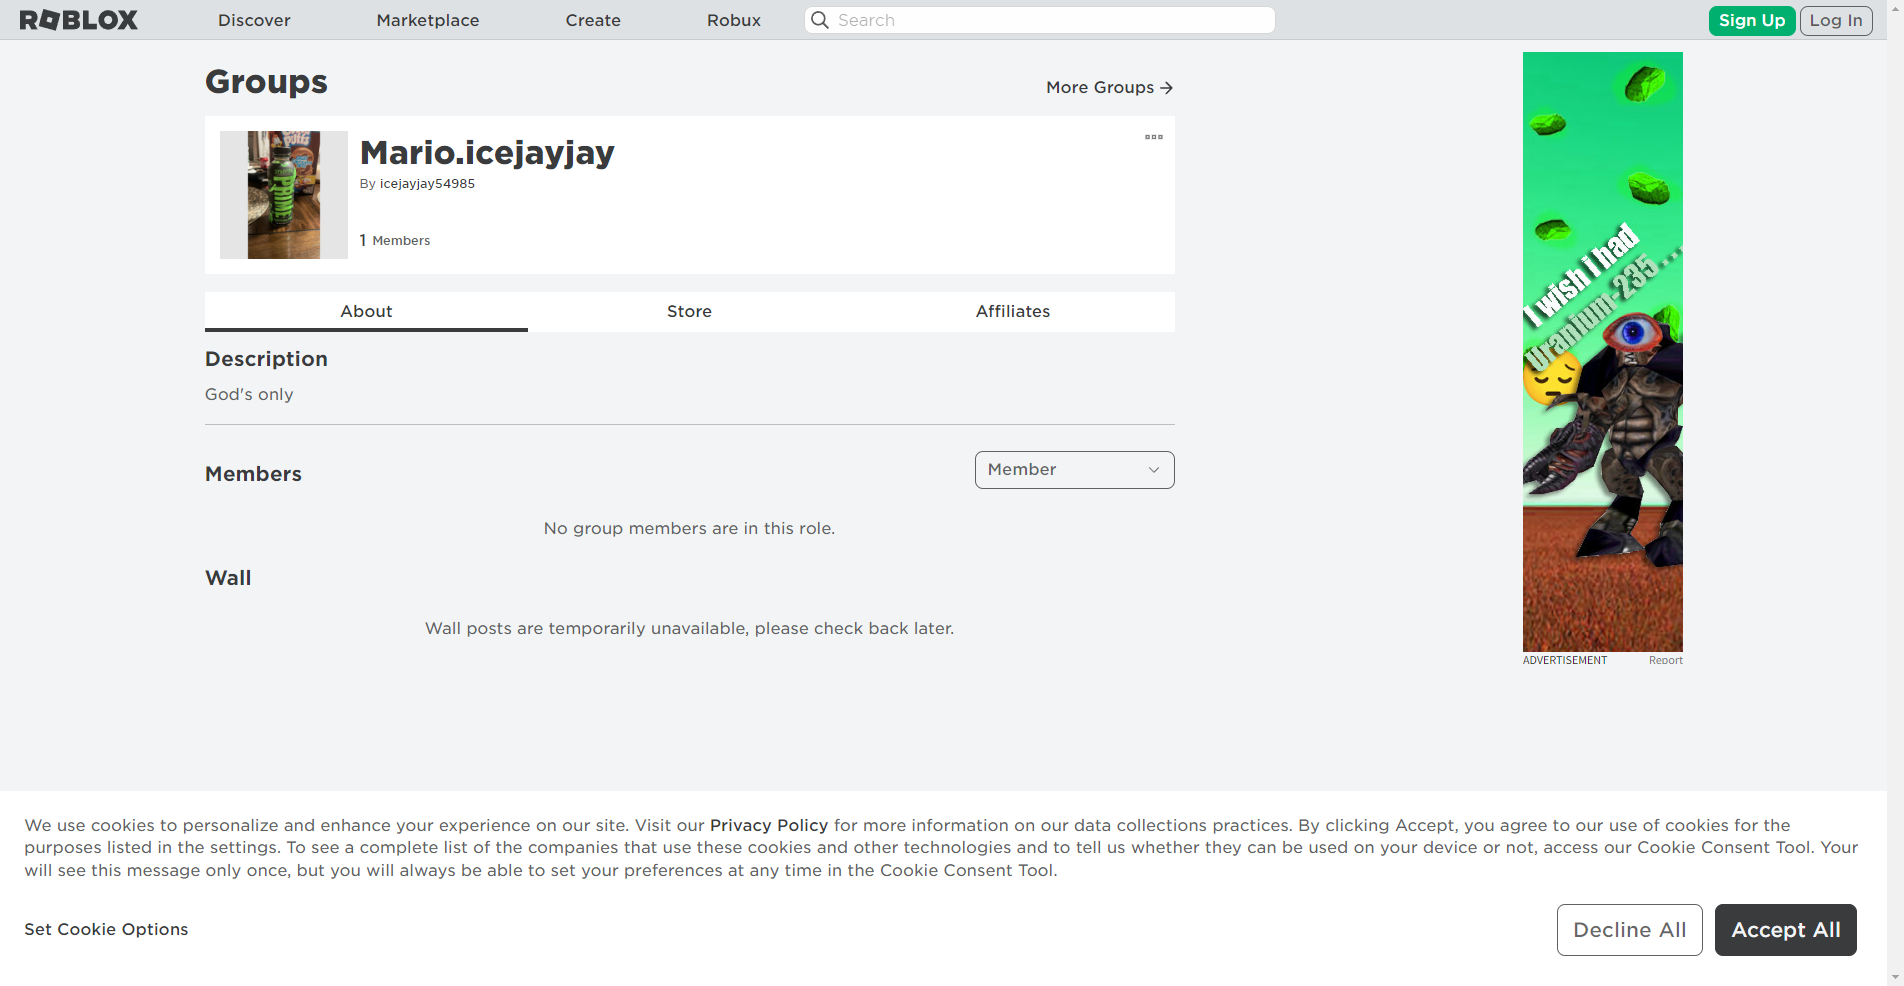 ROBLOX
Discover
Marketplace
Create
Robux
Search
Sign Up
Log In
Groups
More Groups
Mario.icejayjay
By icejayjay54985
1 Members
PRIME
About
Store
Affiliates
Description
God's only
Members
Member
No group members are in this role.
Wall
Wall posts are temporarily unavailable, please check back later.
I wish i had
Uranium-235....
ADVERTISEMENT
Report
We use cookies to personalize and enhance your experience on our site. Visit our Privacy Policy for more information on our data collections practices. By clicking Accept, you agree to our use of cookies for the
purposes listed in the settings. To see a complete list of the companies that use these cookies and other technologies and to tell us whether they can be used on your device or not, access our Cookie Consent Tool. Your
will see this message only once, but you will always be able to set your preferences at any time in the Cookie Consent Tool.
Set Cookie Options
Decline All
Accept All